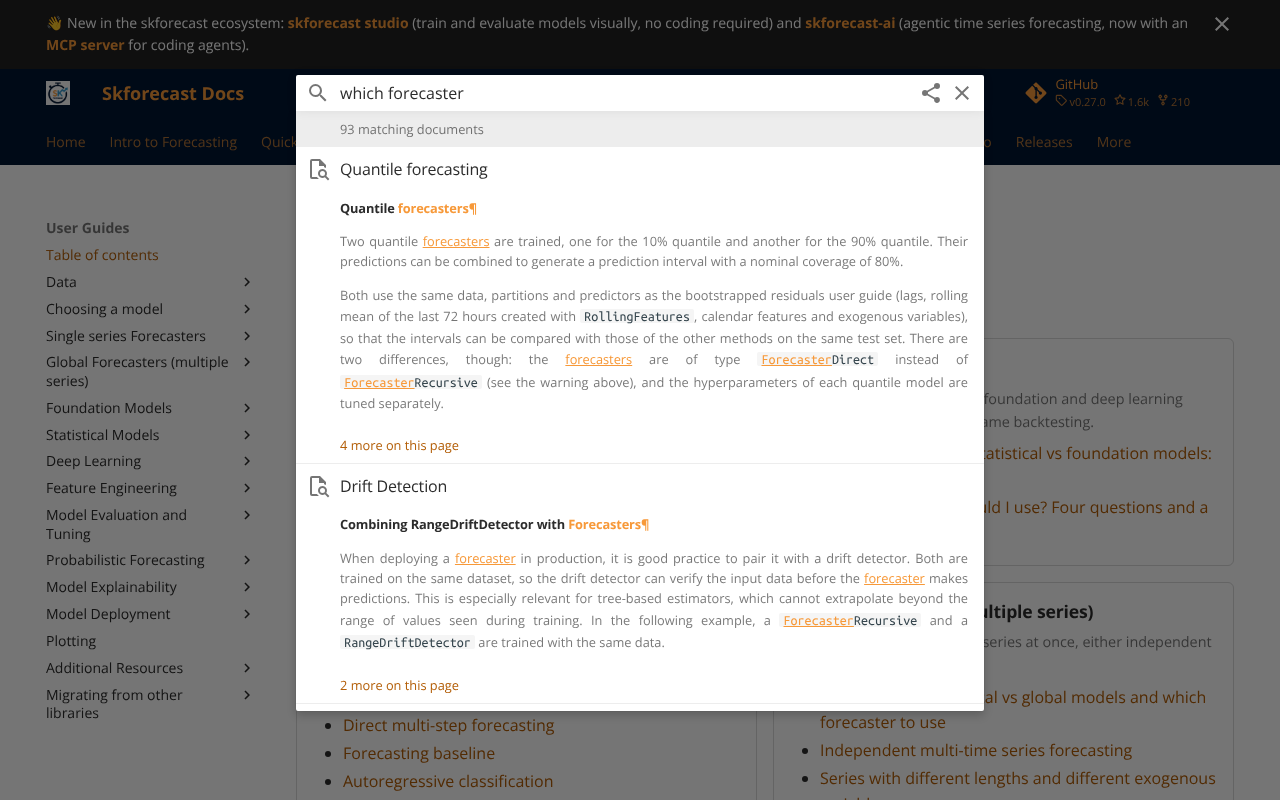 👋 New in the skforecast ecosystem: skforecast studio (train and evaluate models visually, no coding required) and skforecast-ai (agentic time series forecasting, now with an
MCP server for coding agents).
Skforecast Docs
which forecaster
GitHub
v0.27.0 1.6k 210
Home Intro to Forecasting Quick
Releases More
93 matching documents
Quantile forecasting
Quantile forecasters¶
Two quantile forecasters are trained, one for the 10% quantile and another for the 90% quantile. Their
predictions can be combined to generate a prediction interval with a nominal coverage of 80%.
Both use the same data, partitions and predictors as the bootstrapped residuals user guide (lags, rolling
mean of the last 72 hours created with RollingFeatures, calendar features and exogenous variables),
so that the intervals can be compared with those of the other methods on the same test set. There are
two differences, though: the forecasters are of type ForecasterDirect instead of
ForecasterRecursive (see the warning above), and the hyperparameters of each quantile model are
tuned separately.
4 more on this page
Drift Detection
Combining RangeDriftDetector with Forecasters¶
When deploying a forecaster in production, it is good practice to pair it with a drift detector. Both are
trained on the same dataset, so the drift detector can verify the input data before the forecaster makes
predictions. This is especially relevant for tree-based estimators, which cannot extrapolate beyond the
range of values seen during training. In the following example, a ForecasterRecursive and a
RangeDriftDetector are trained with the same data.
2 more on this page
User Guides
Table of contents
Data
Choosing a model
Single series Forecasters
Global Forecasters (multiple
series)
Foundation Models
Statistical Models
Deep Learning
Feature Engineering
Model Evaluation and
Tuning
Probabilistic Forecasting
Model Explainability
Model Deployment
Plotting
Additional Resources
Migrating from other
libraries
foundation and deep learning
same backtesting.
statistical vs foundation models:
should I use? Four questions and a
(multiple series)
series at once, either independent
vs global models and which
forecaster to use
Independent multi-time series forecasting
Series with different lengths and different exogenous
Direct multi-step forecasting
Forecasting baseline
Autoregressive classification